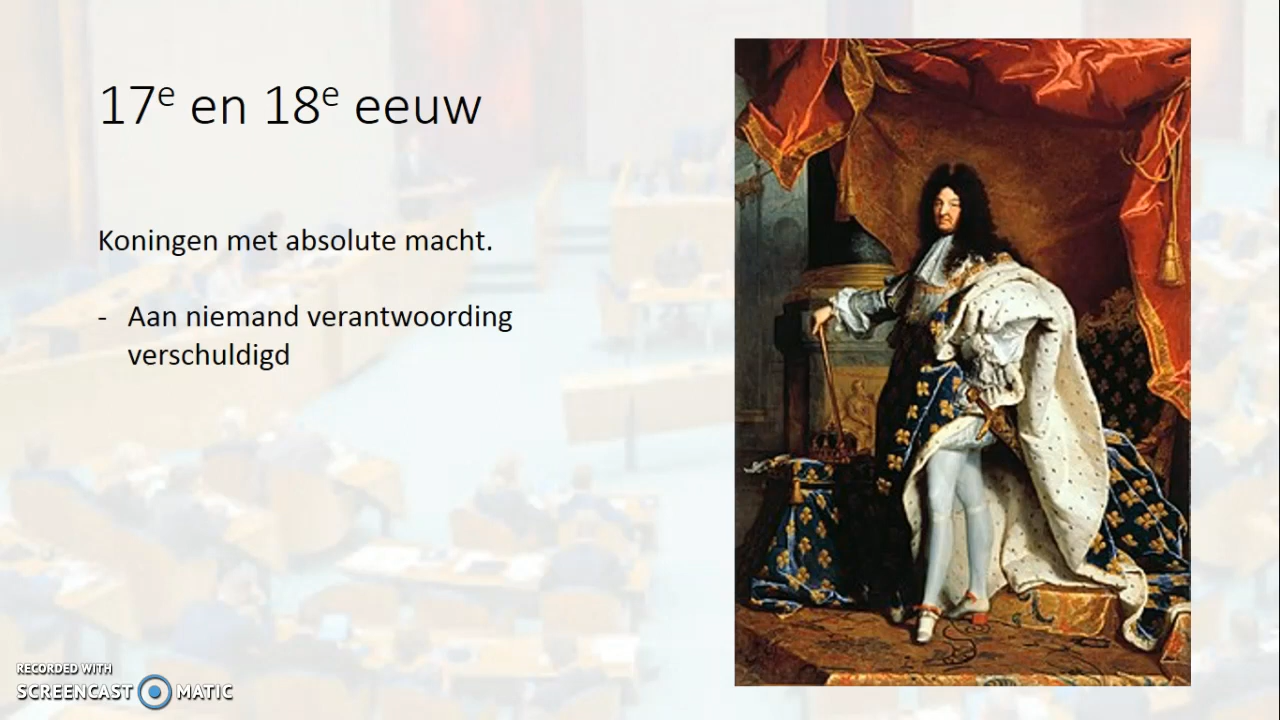 17e en 18e eeuw
Koningen met absolute macht.
- Aan niemand verantwoording
verschuldigd
RECORDED WITH
SCREENCAST MATIC